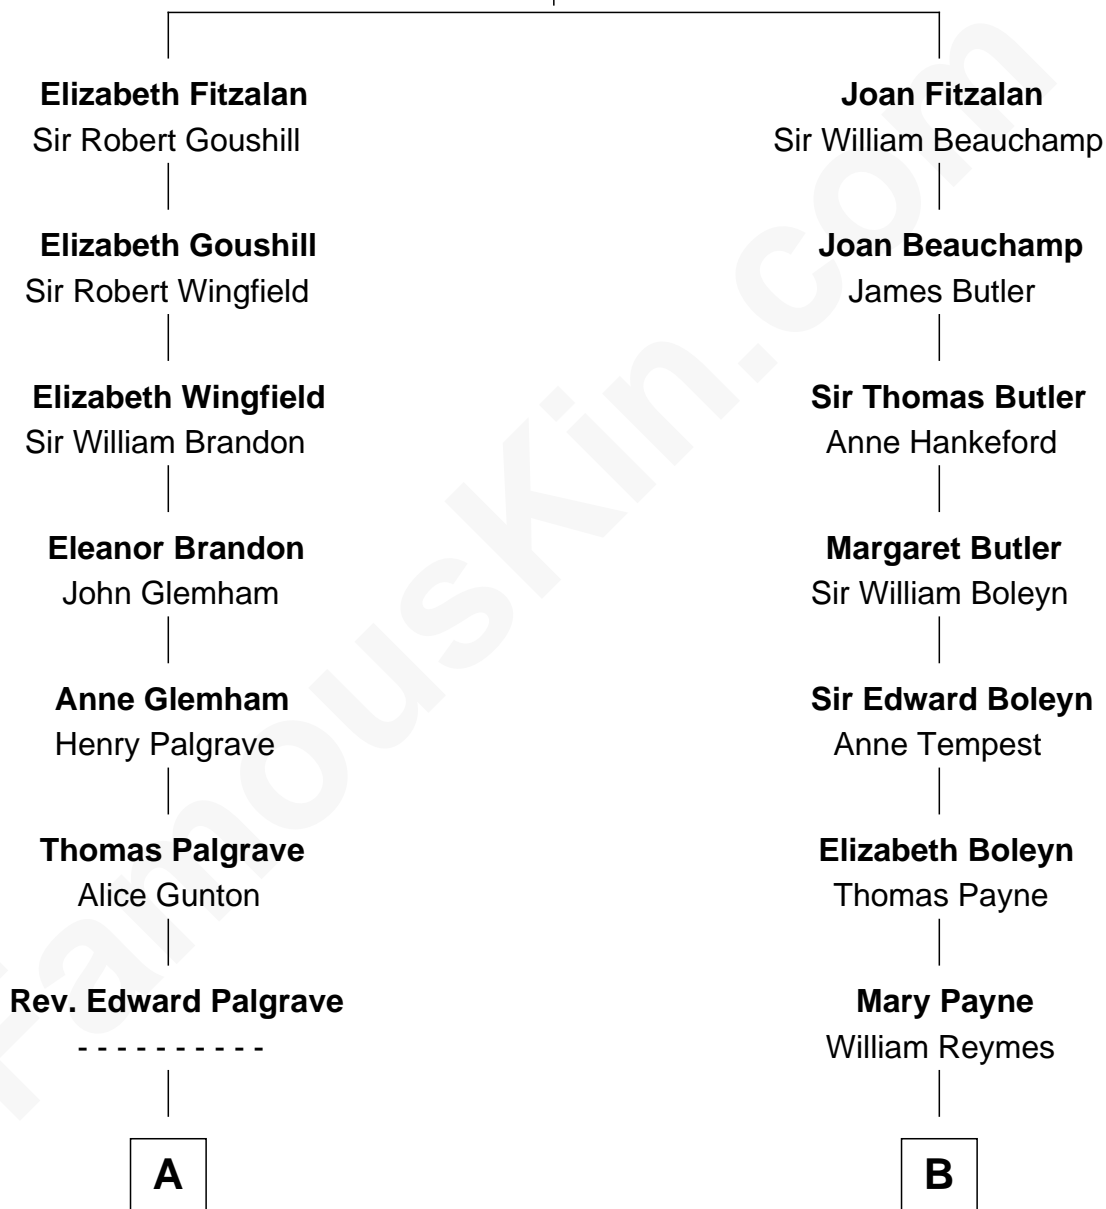 Elizabeth Fitzalan
Sir Robert Goushill
Elizabeth Goushill
Sir Robert Wingfield
Elizabeth Wingfield
Sir William Brandon
Eleanor Brandon
John Glemham
Anne Glemham
Henry Palgrave
Thomas Palgrave
Alice Gunton
Rev. Edward Palgrave
- - - - - - - - - -
A
Joan Fitzalan
Sir William Beauchamp
Joan Beauchamp
James Butler
Sir Thomas Butler
Anne Hankeford
Margaret Butler
Sir William Boleyn
Sir Edward Boleyn
Anne Tempest
Elizabeth Boleyn
Thomas Payne
Mary Payne
William Reymes
B
FamousKin.com